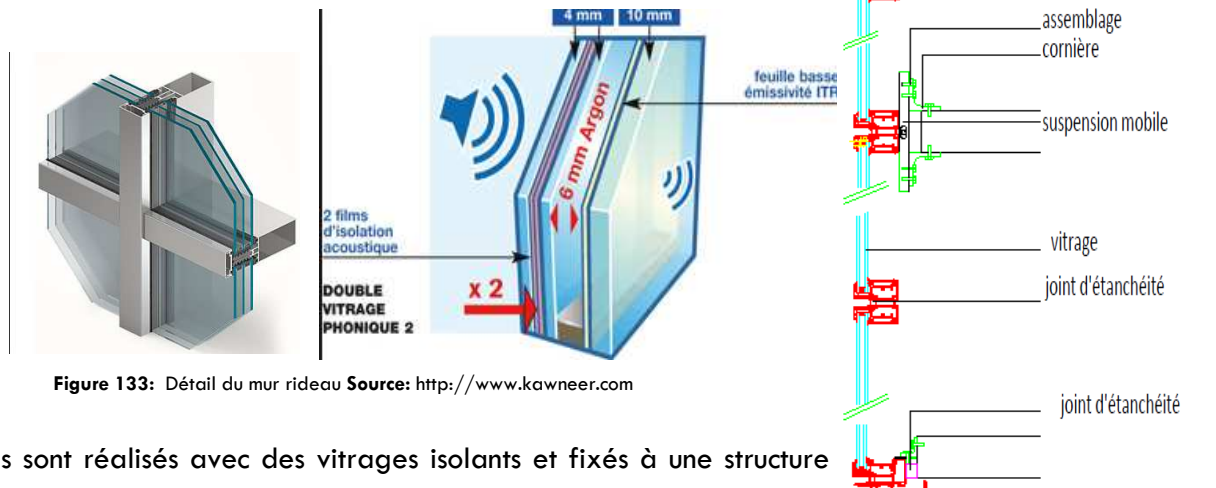 4 mm 10 mm
feuille basse
émissivité ITR
6 mm Argon
2 films
d'isolation
acoustique
DOUBLE
VITRAGE
PHONIQUE 2
x 2
assemblage
cornière
suspension mobile
vitrage
joint d'étanchéité
joint d'étanchéité
Figure 133: Détail du mur rideau Source: http://www.kawneer.com
s sont réalisés avec des vitrages isolants et fixés à une structure